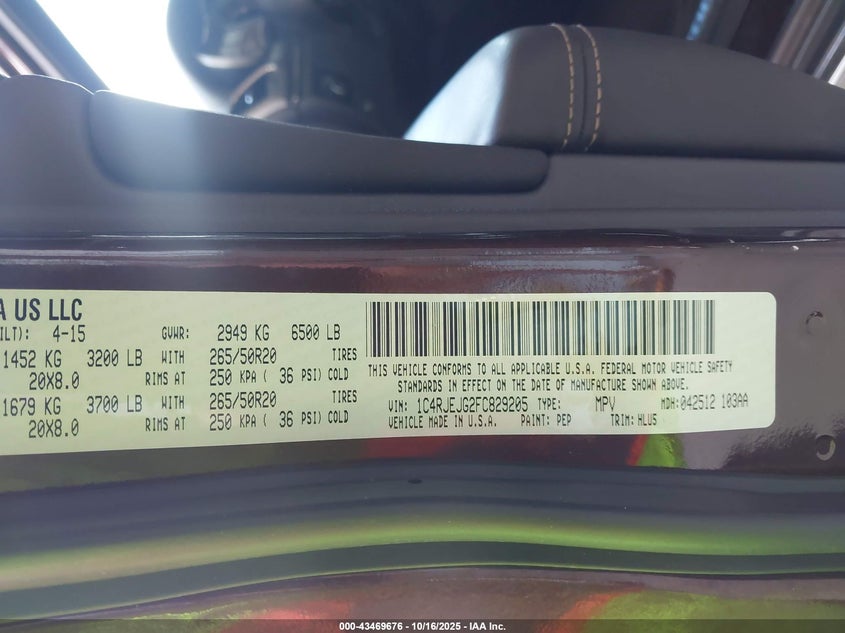 A US LLC
ILT): 4-15 GVWR: 2949 KG 6500 LB
1452 KG 3200 LB WITH 265/50R20 TIRES
20X8.0 RIMS AT 250 KPA ( 36 PSI) COLD
1679 KG 3700 LB WITH 265/50R20 TIRES
20X8.0 RIMS AT 250 KPA ( 36 PSI) COLD
THIS VEHICLE CONFORMS TO ALL APPLICABLE U.S.A. FEDERAL MOTOR VEHICLE SAFETY
STANDARDS IN EFFECT ON THE DATE OF MANUFACTURE SHOWN ABOVE.
VIN: 1C4RJEJG2FC829205 TYPE: MPV MDH: 042512 103AA
VEHICLE MADE IN U.S.A. PAINT: PEP TRIM: HLU5
000-43469676 - 10/16/2025 - IAA Inc.